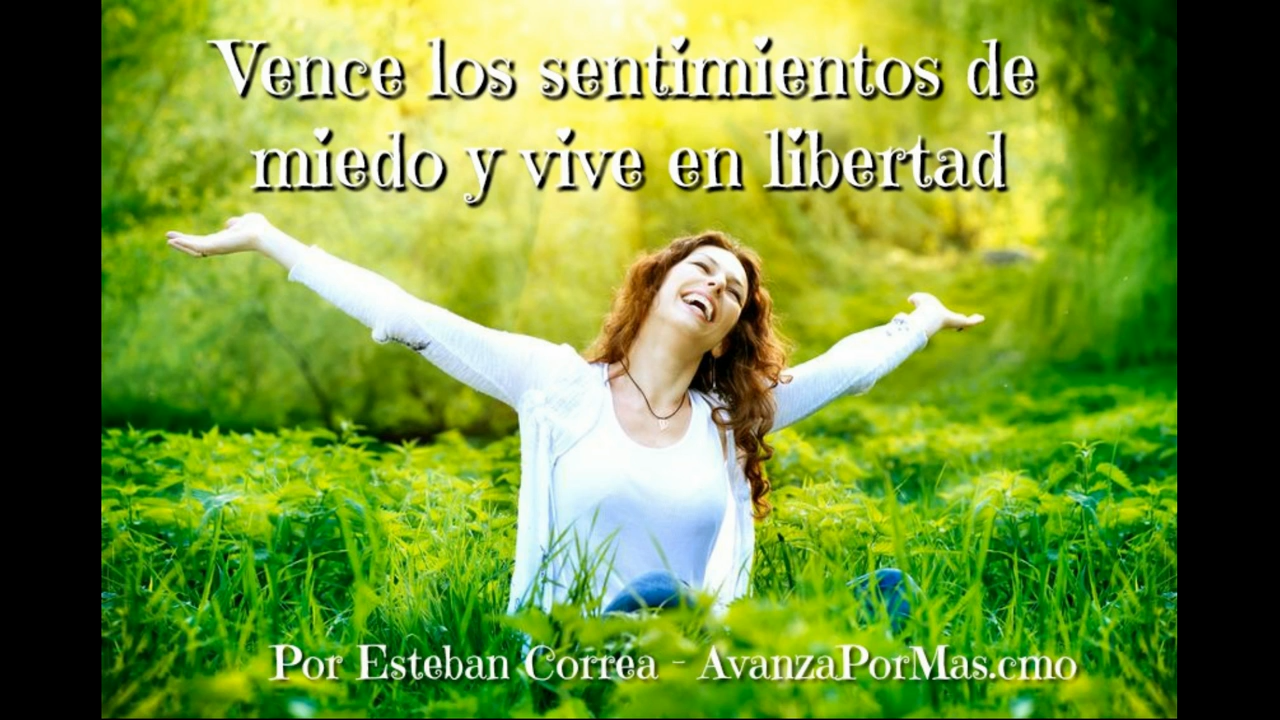 Vence los sentimientos de
miedo y vive en libertad
Por Esteban Correa - AvanzaPorMas.cmo